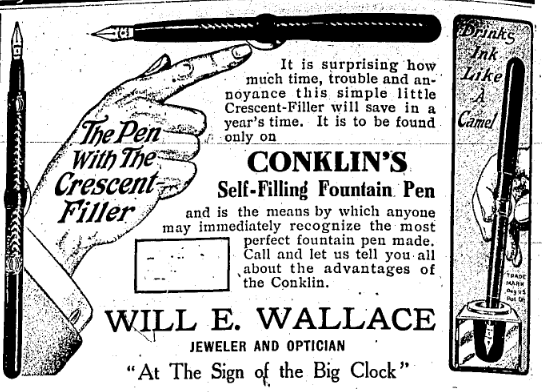 It is surprising how
much time, trouble and an-
noyance this simple little
Crescent-Filler will save in a
year's time. It is to be found
only on
The Pen
With The
Crescent-
Filler
CONKLIN'S
Self-Filling Fountain Pen
and is the means by which anyone
may immediately recognize the most
perfect fountain pen made.
Call and let us tell you all
about the advantages of
the Conklin.
WILL E. WALLACE
JEWELER AND OPTICIAN
"At The Sign of the Big Clock"
Drinks
Ink
Like
A
Camel
TRADE
MARK